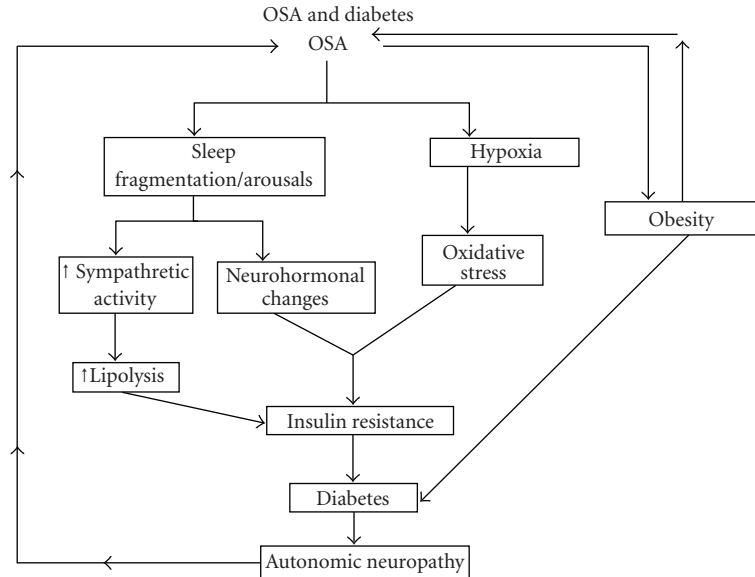 OSA and diabetes
OSA
Sleep
fragmentation/arousals
Hypoxia
Obesity
↑ Sympathretic
activity
Neurohormonal
changes
Oxidative
stress
↑Lipolysis
Insulin resistance
Diabetes
Autonomic neuropathy